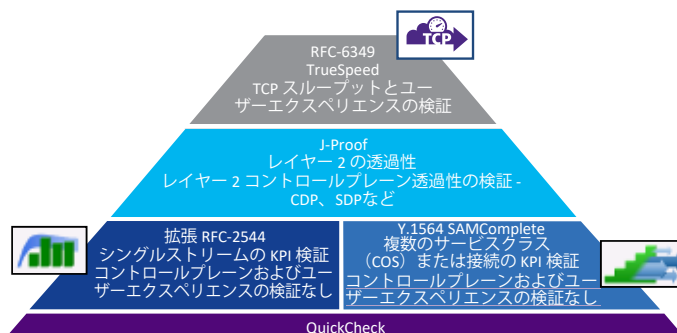 TCP
RFC-6349
TrueSpeed
TCP スループットとユー
ザーエクスペリエンスの検証
J-Proof
レイヤー 2 の透過性
レイヤー 2 コントロールプレーン透過性の検証 -
CDP、SDPなど
拡張 RFC-2544
シングルストリームの KPI 検証
コントロールプレーンおよびユー
ザーエクスペリエンスの検証なし
Y.1564 SAMComplete
複数のサービスクラス
（COS）または接続の KPI 検証
コントロールプレーンおよびユー
ザーエクスペリエンスの検証なし
QuickCheck